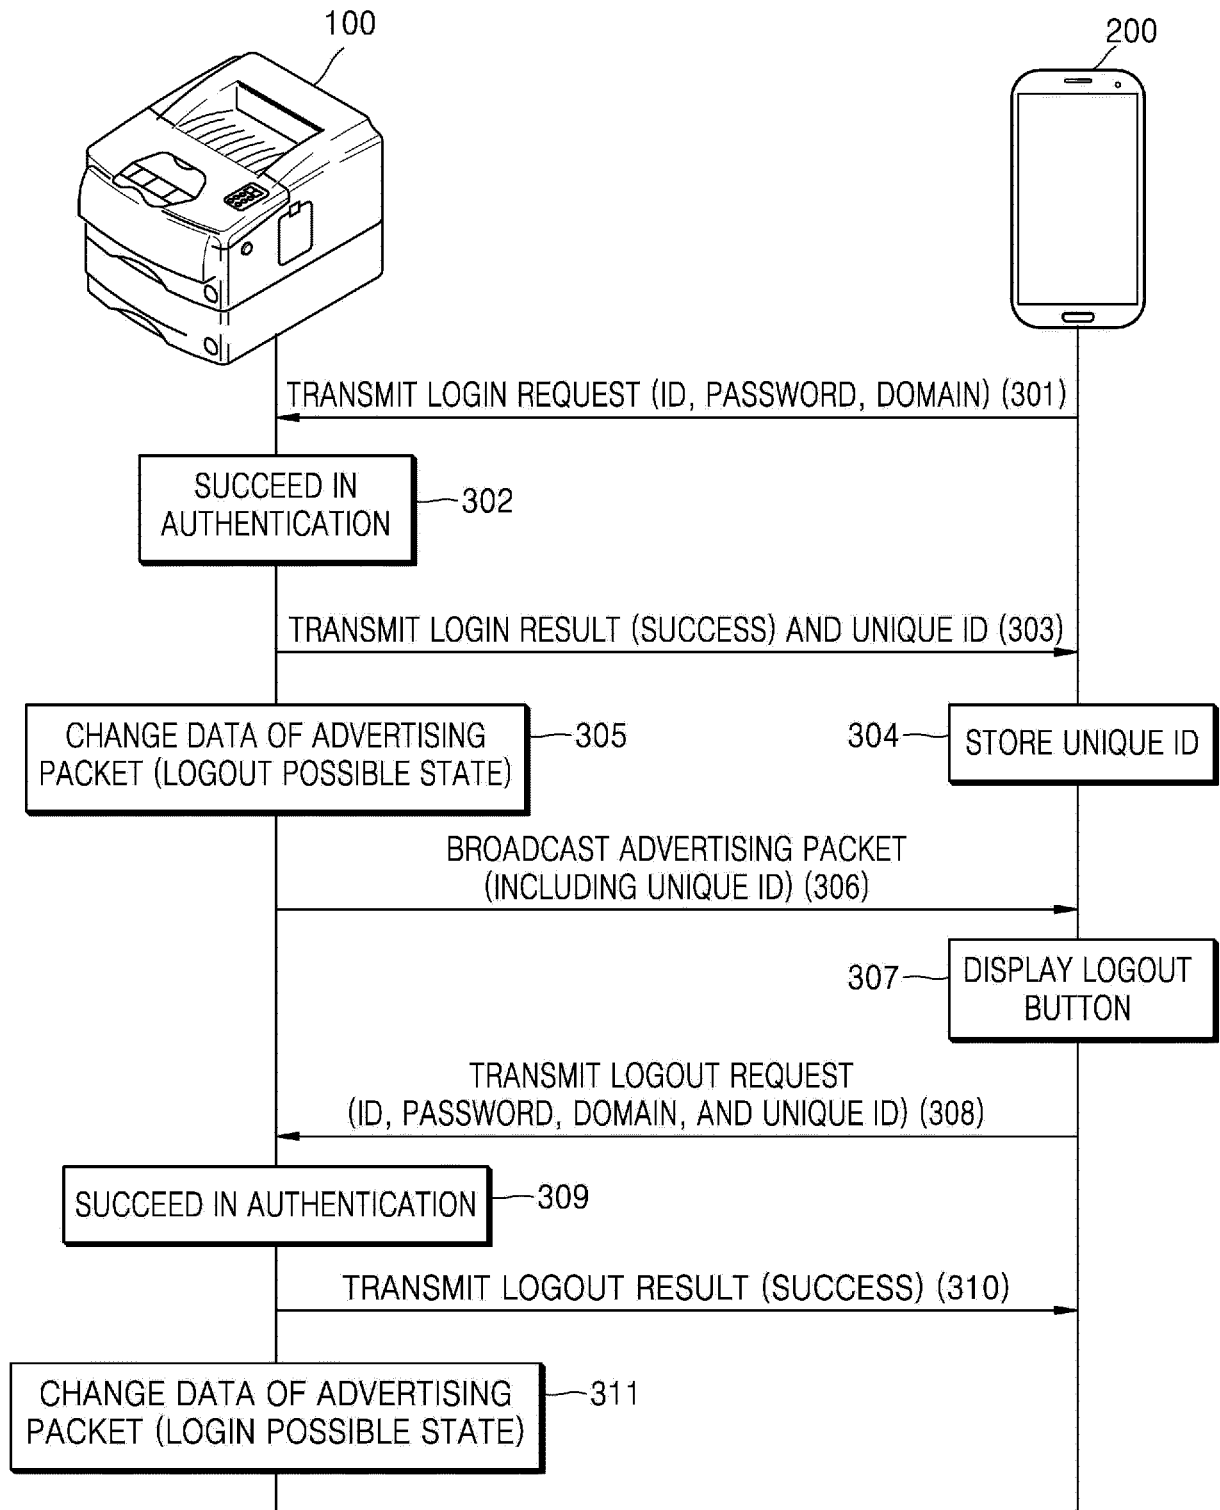 100
200
TRANSMIT LOGIN REQUEST (ID, PASSWORD, DOMAIN) (301)
SUCCEED IN
AUTHENTICATION
302
TRANSMIT LOGIN RESULT (SUCCESS) AND UNIQUE ID (303)
CHANGE DATA OF ADVERTISING
PACKET (LOGOUT POSSIBLE STATE)
305
304
STORE UNIQUE ID
BROADCAST ADVERTISING PACKET
(INCLUDING UNIQUE ID) (306)
307
DISPLAY LOGOUT
BUTTON
TRANSMIT LOGOUT REQUEST
(ID, PASSWORD, DOMAIN, AND UNIQUE ID) (308)
SUCCEED IN AUTHENTICATION
309
TRANSMIT LOGOUT RESULT (SUCCESS) (310)
CHANGE DATA OF ADVERTISING
PACKET (LOGIN POSSIBLE STATE)
311